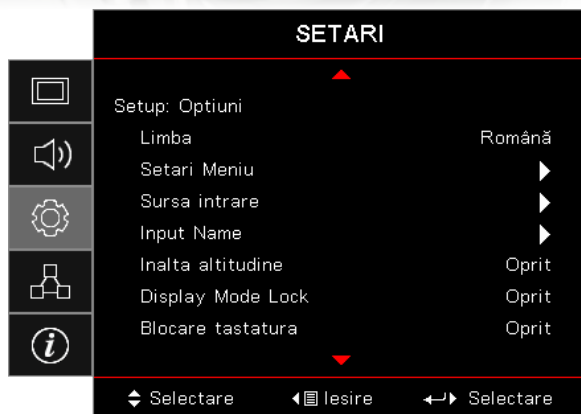 SETARI
Setup: Optiuni
Limba Română
Setari Meniu
Sursa intrare
Input Name
Inalta altitudine Oprit
Display Mode Lock Oprit
Blocare tastatura Oprit
Selectare Iesire Selectare